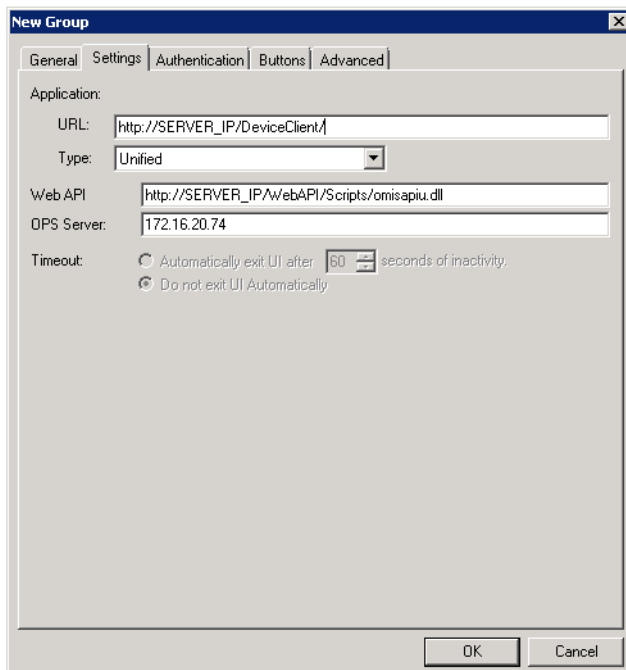 New Group
General Settings Authentication Buttons Advanced
Application:
URL: http://SERVER_IP/DeviceClient/
Type: Unified
Web API http://SERVER_IP/WebAPI/Scripts/omisapiu.dll
OPS Server: 172.16.20.74
Timeout: Automatically exit UI after 60 seconds of inactivity.
Do not exit UI Automatically
OK Cancel